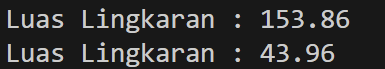 Luas Lingkaran : 153.86
Luas Lingkaran : 43.96